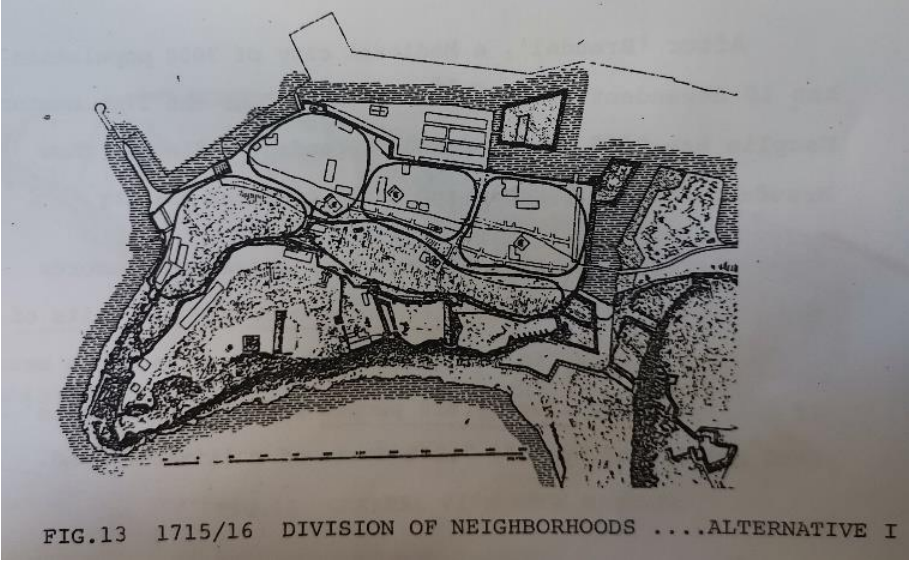 FIG.13 1715/16 DIVISION OF NEIGHBORHOODS ....ALTERNATIVE I